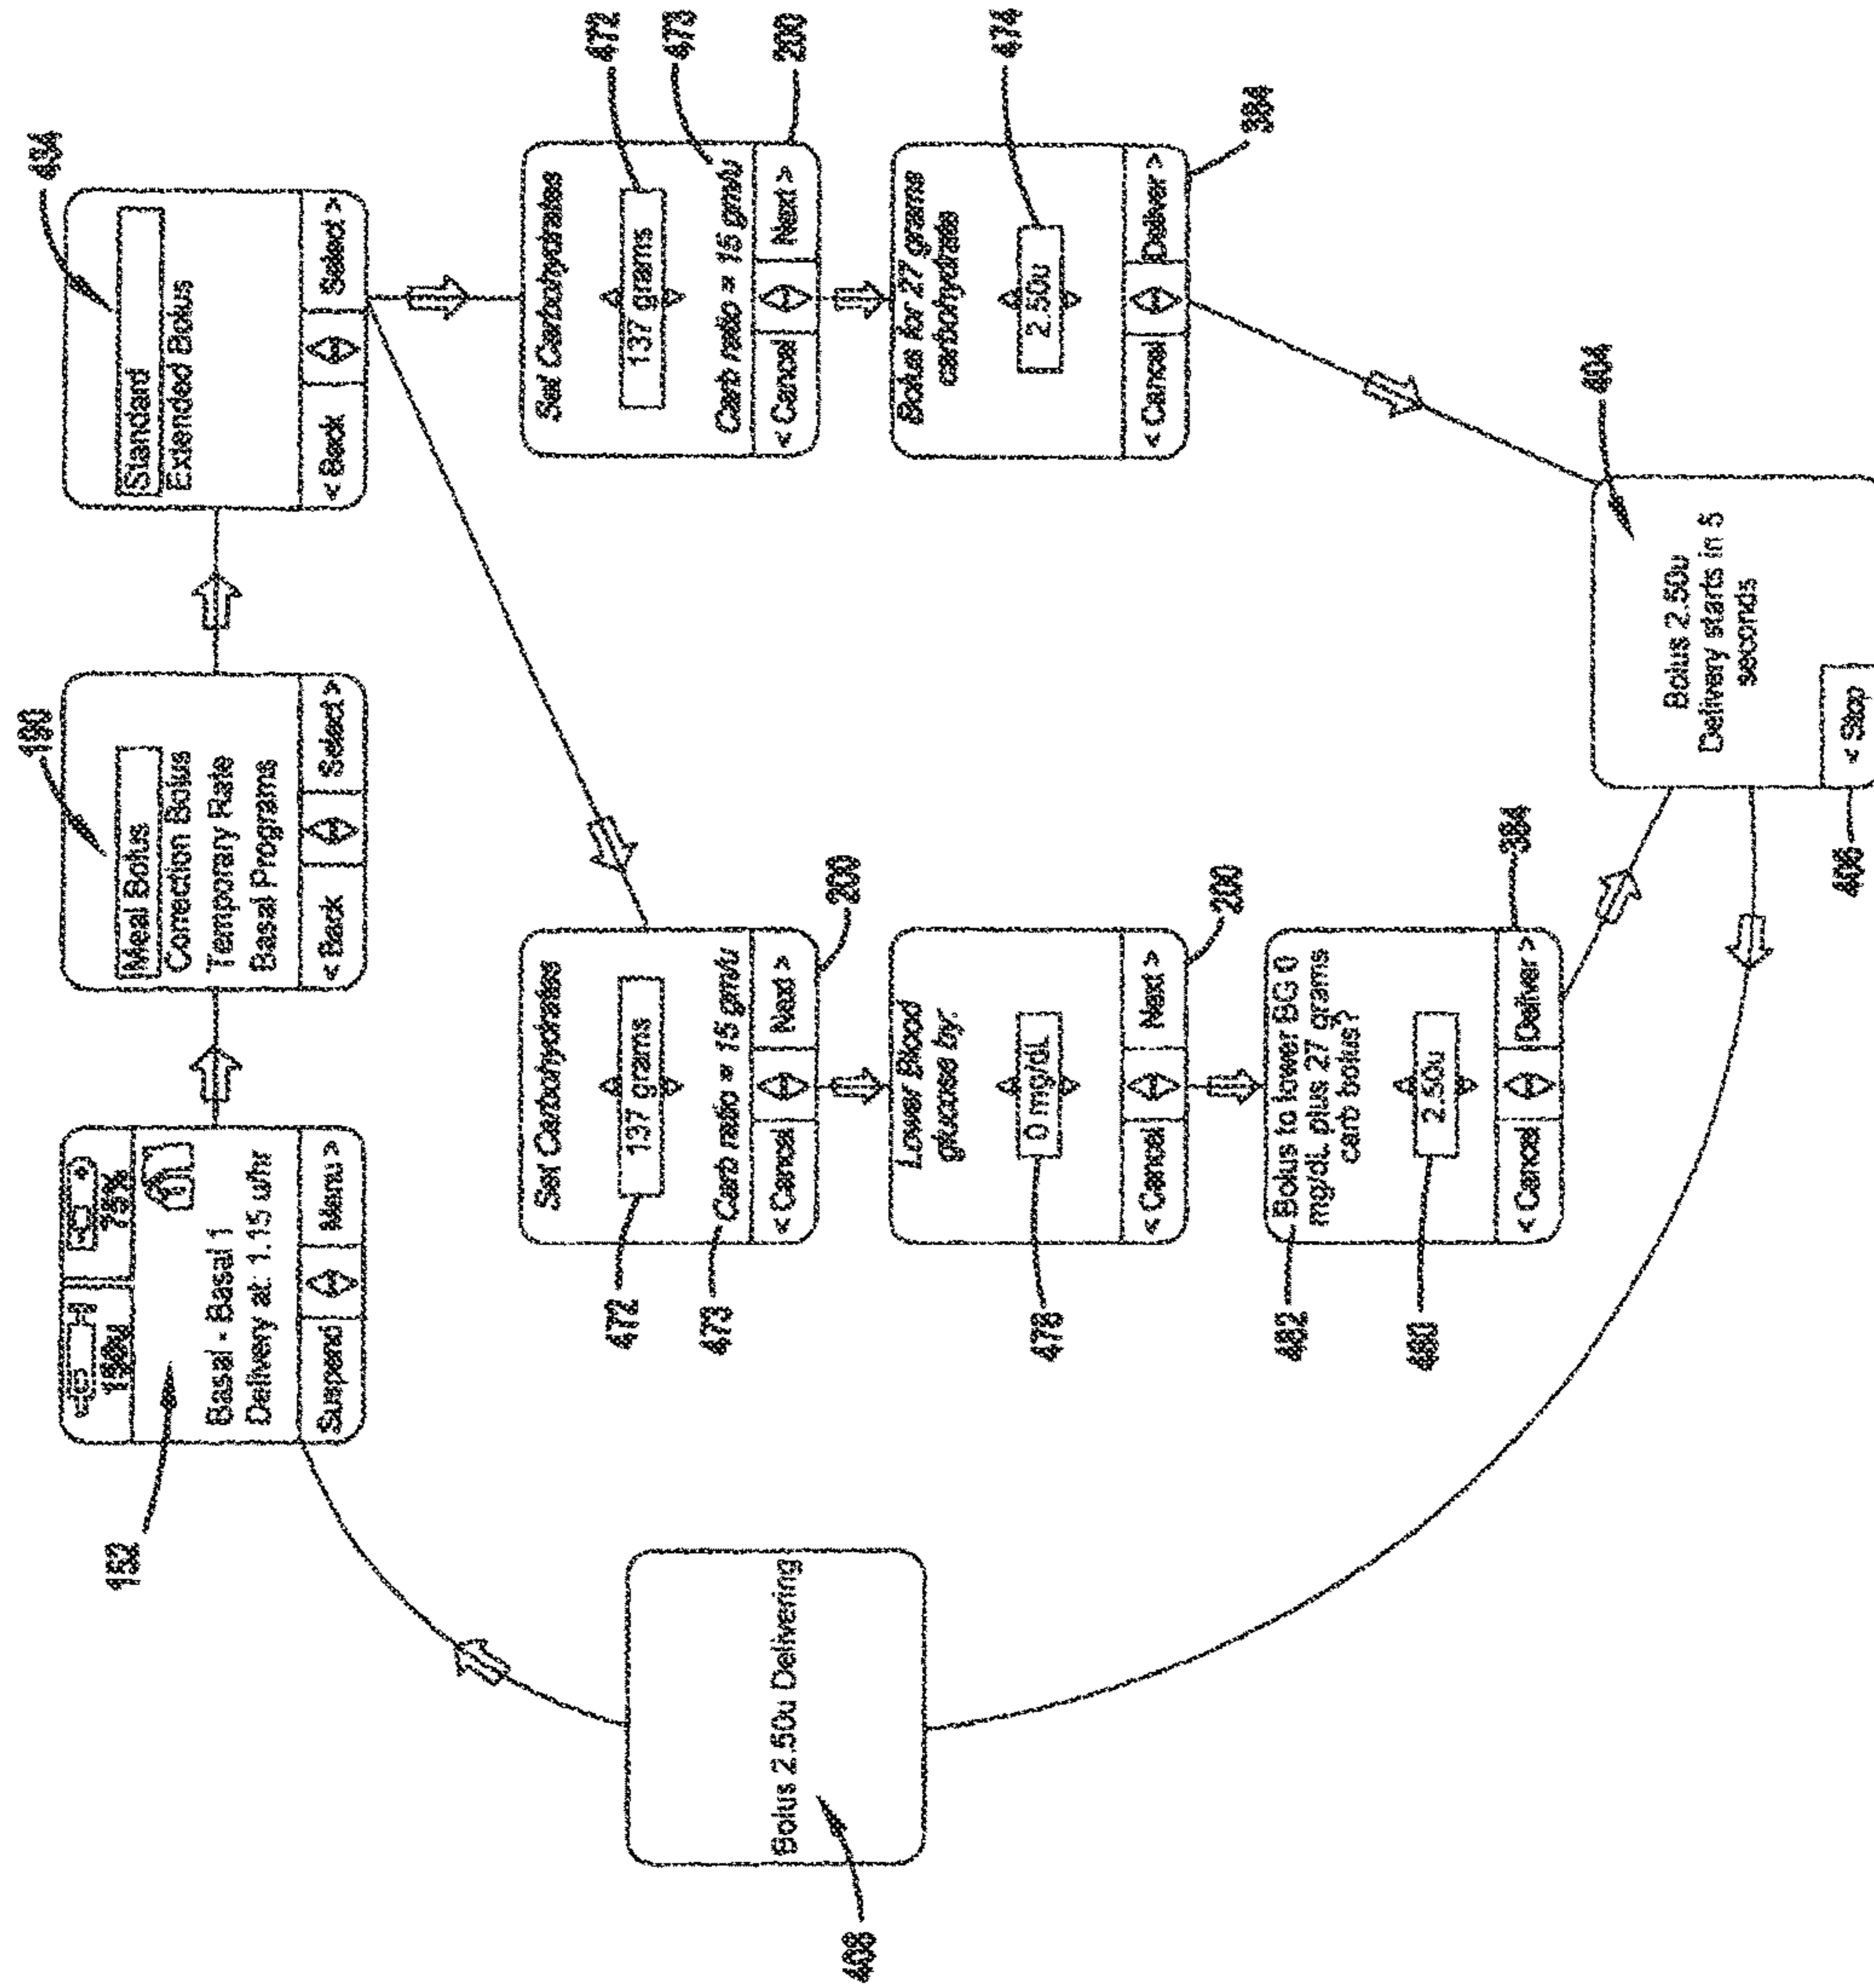 150u
75%
Basal - Basal 1
Delivery at: 1.15 u/hr
Suspend
Menu >
152
Meal Bolus
Correction Bolus
Temporary Rate
Basal Programs
< Back
Select >
190
Standard
Extended Bolus
< Back
Select >
434
Set Carbohydrates
137 grams
Carb ratio = 15 gm/u
< Cancel
Next >
472
473
200
Lower Blood
glucose by:
0 mg/dL
< Cancel
Next >
478
200
Bolus to lower BG 0
mg/dL plus 27 grams
carb bolus?
2.50u
< Cancel
Deliver >
482
480
384
Set Carbohydrates
137 grams
Carb ratio = 15 gm/u
< Cancel
Next >
472
473
200
Bolus for 27 grams
carbohydrate
2.50u
< Cancel
Deliver >
474
384
Bolus 2.50u Delivering
408
Bolus 2.50u
Delivery starts in 5
seconds
< Stop
404
406